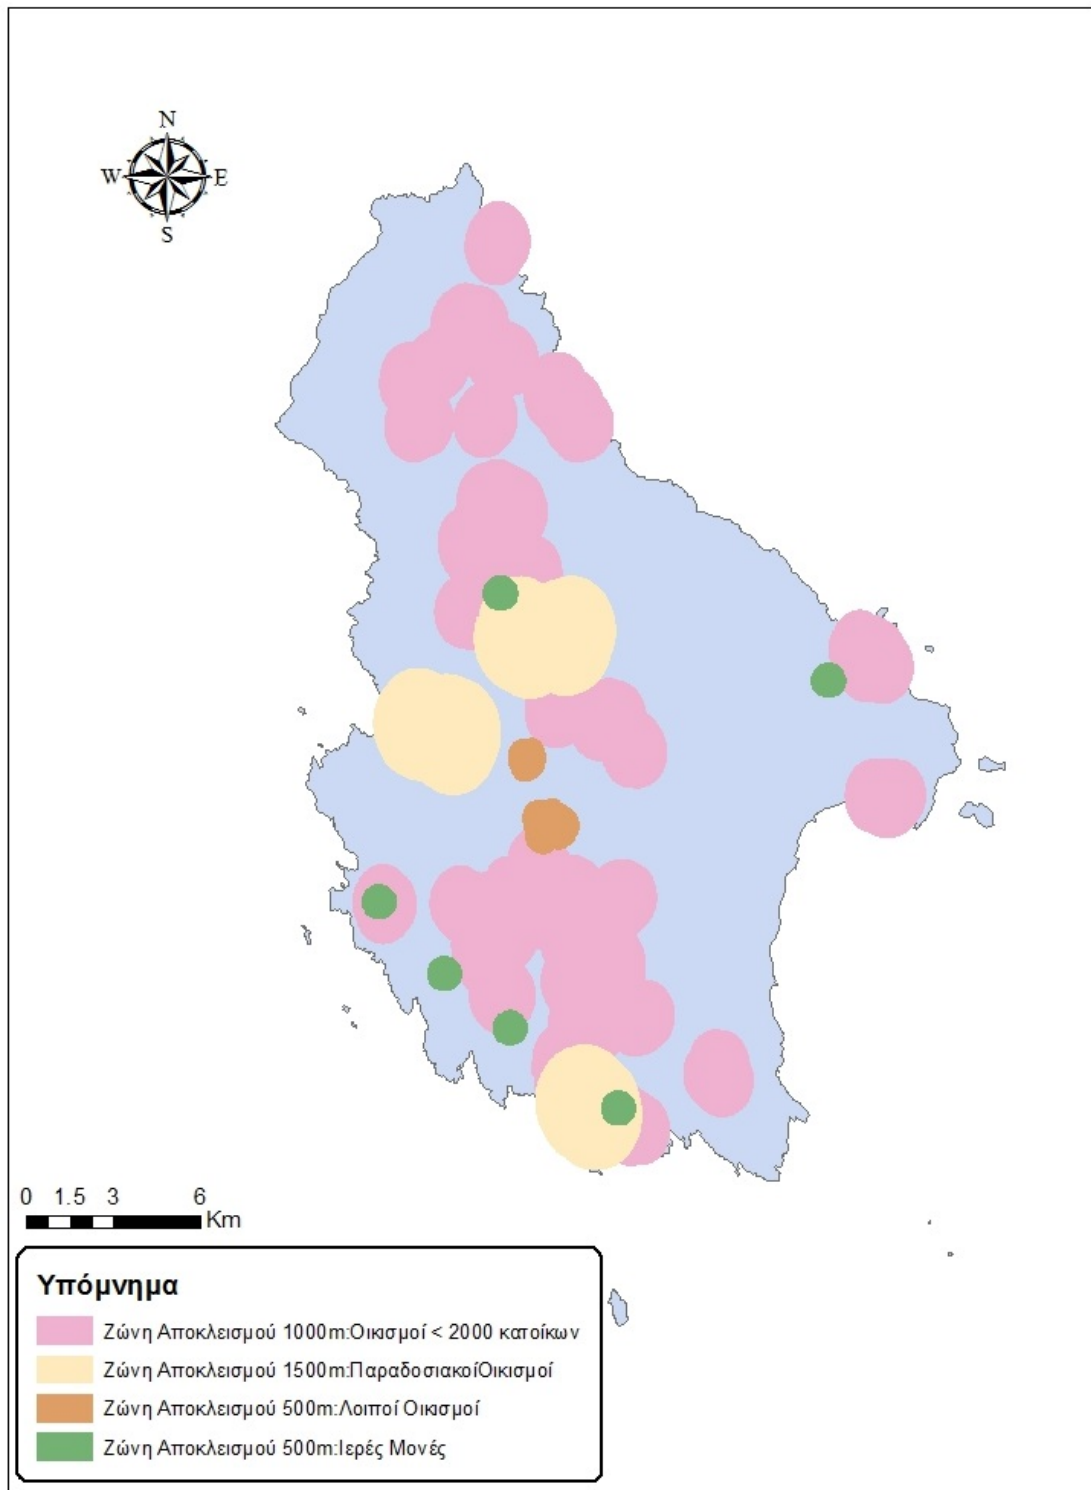 N
W E
S
0 1.5 3 6
Km
Υπόμνημα
Ζώνη Αποκλεισμού 1000m:Οικισμοί < 2000 κατοίκων
Ζώνη Αποκλεισμού 1500m:ΠαραδοσιακοίΟικισμοί
Ζώνη Αποκλεισμού 500m:Λοιποί Οικισμοί
Ζώνη Αποκλεισμού 500m:Ιερές Μονές